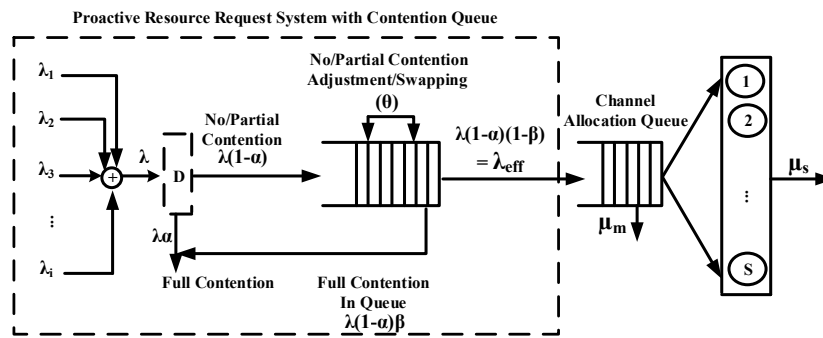 Proactive Resource Request System with Contention Queue
λ1
λ2
λ3
⋮
λi
+
λ
D
No/Partial
Contention
λ(1-α)
λα
Full Contention
No/Partial Contention
Adjustment/Swapping
(θ)
Full Contention
In Queue
λ(1-α)β
λ(1-α)(1-β)
= λeff
Channel
Allocation Queue
μm
1
2
⋮
S
μs